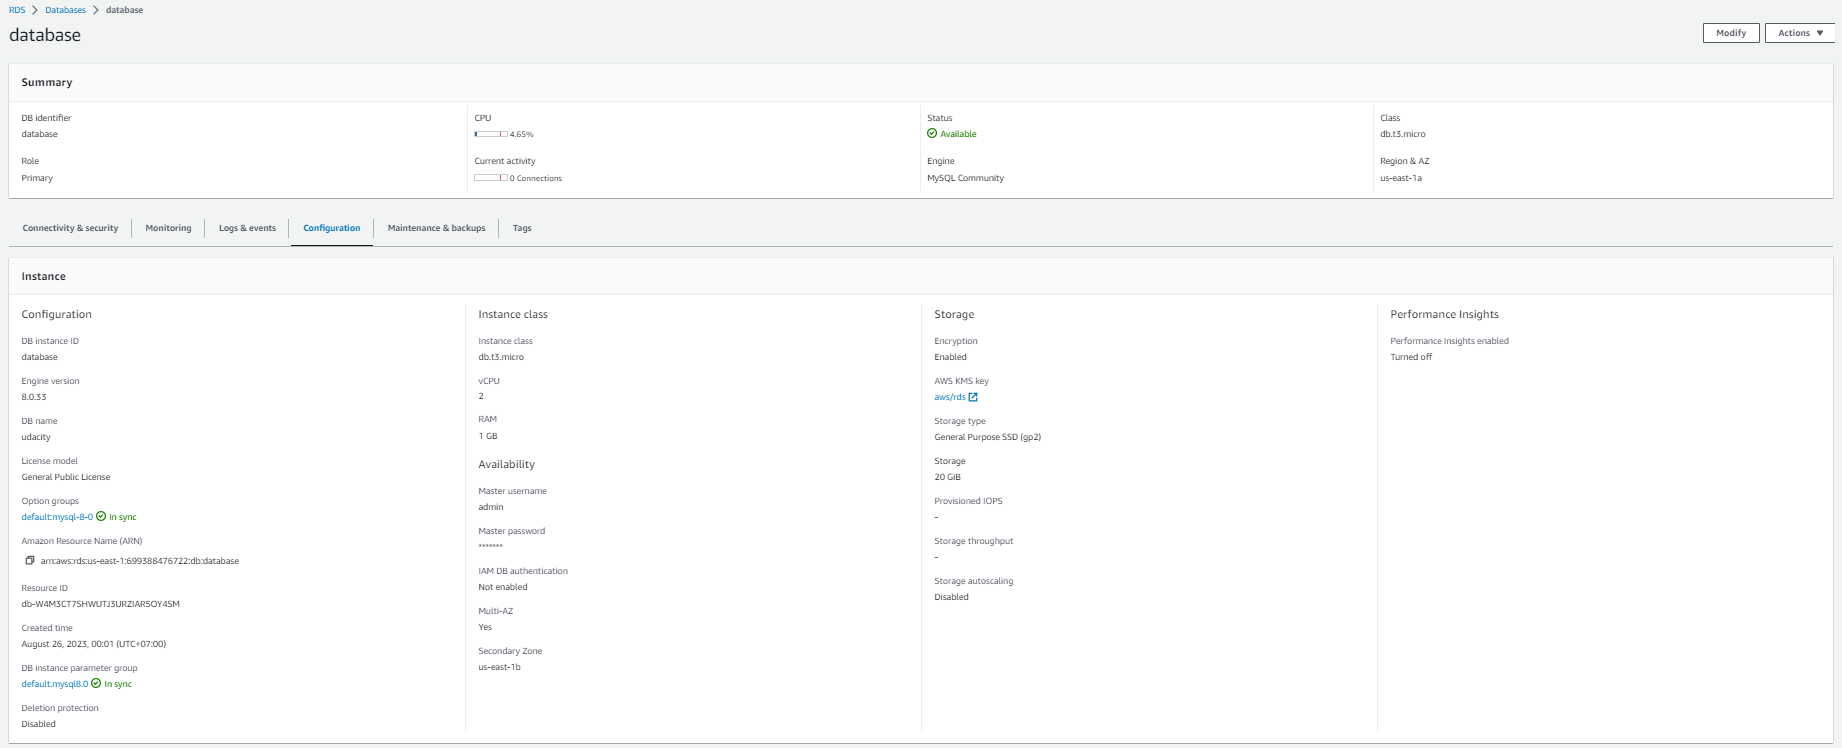 RDS > Databases > database
database
Modify
Actions ▼
Summary
DB identifier
database
CPU
4.65%
Status
Available
Class
db.t3.micro
Role
Primary
Current activity
0 Connections
Engine
MySQL Community
Region & AZ
us-east-1a
Connectivity & security
Monitoring
Logs & events
Configuration
Maintenance & backups
Tags
Instance
Configuration
DB instance ID
database
Engine version
8.0.33
DB name
udacity
License model
General Public License
Option groups
default:mysql-8-0 In sync
Amazon Resource Name (ARN)
arn:aws:rds:us-east-1:699388476722:db:database
Resource ID
db-W4M3CT7SHWUTJ3URZIAR5OY4SM
Created time
August 26, 2023, 00:01 (UTC+07:00)
DB instance parameter group
default.mysql8.0 In sync
Deletion protection
Disabled
Instance class
Instance class
db.t3.micro
vCPU
2
RAM
1 GB
Availability
Master username
admin
Master password
*******
IAM DB authentication
Not enabled
Multi-AZ
Yes
Secondary Zone
us-east-1b
Storage
Encryption
Enabled
AWS KMS key
aws/rds
Storage type
General Purpose SSD (gp2)
Storage
20 GiB
Provisioned IOPS
-
Storage throughput
-
Storage autoscaling
Disabled
Performance Insights
Performance Insights enabled
Turned off